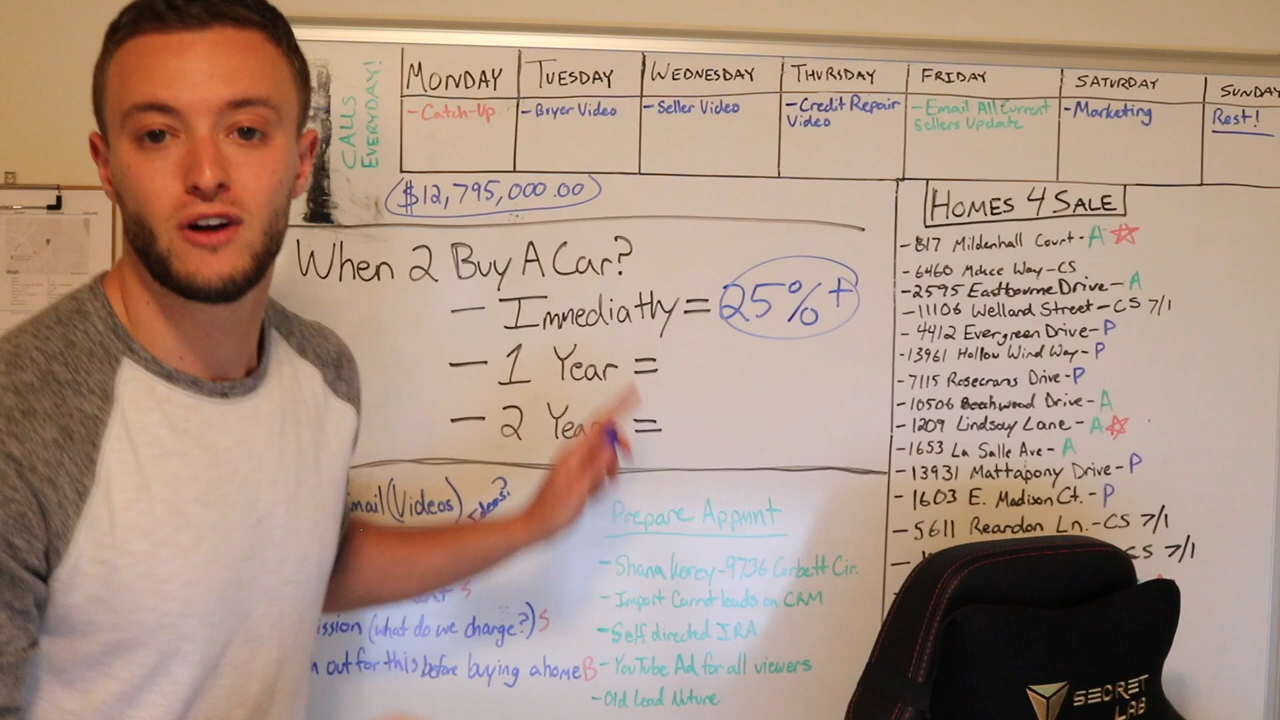 CALLS
EVERYDAY!
MONDAY
TUESDAY
WEDNESDAY
THURSDAY
FRIDAY
SATURDAY
SUNDAY
-Catch-Up
-Buyer Video
-Seller Video
-Credit Repair
Video
-Email All Current
Sellers Update
-Marketing
Rest!
$12,795,000.00
When 2 Buy A Car?
- Immediatly = 25%+
- 1 Year =
- 2 Year =
mail (Videos)
ission (what do we charge?) S
out for this before buying a home B
Prepare Appmnt
-Shana Korey-9736 Corbett Cir.
-Import Carrot leads on CRM
-Self directed IRA
-YouTube Ad for all viewers
-Old Lead Nuture
HOMES 4 SALE
-817 Mildenhall Court-A
-6460 Mdice Way-CS
-2595 Eastbourne Drive-A
-11106 Welland Street-CS 7/1
-4412 Evergreen Drive-P
-13961 Hollow Wind Way-P
-7115 Rosecrans Drive-P
-10506 Beechwood Drive-A
-1209 Lindsay Lane-A
-1653 La Salle Ave-A
-13931 Mattapony Drive-P
-1603 E. Madison Ct.-P
-5611 Reardon Ln.-CS 7/1
CS 7/1
SECRET
LAB